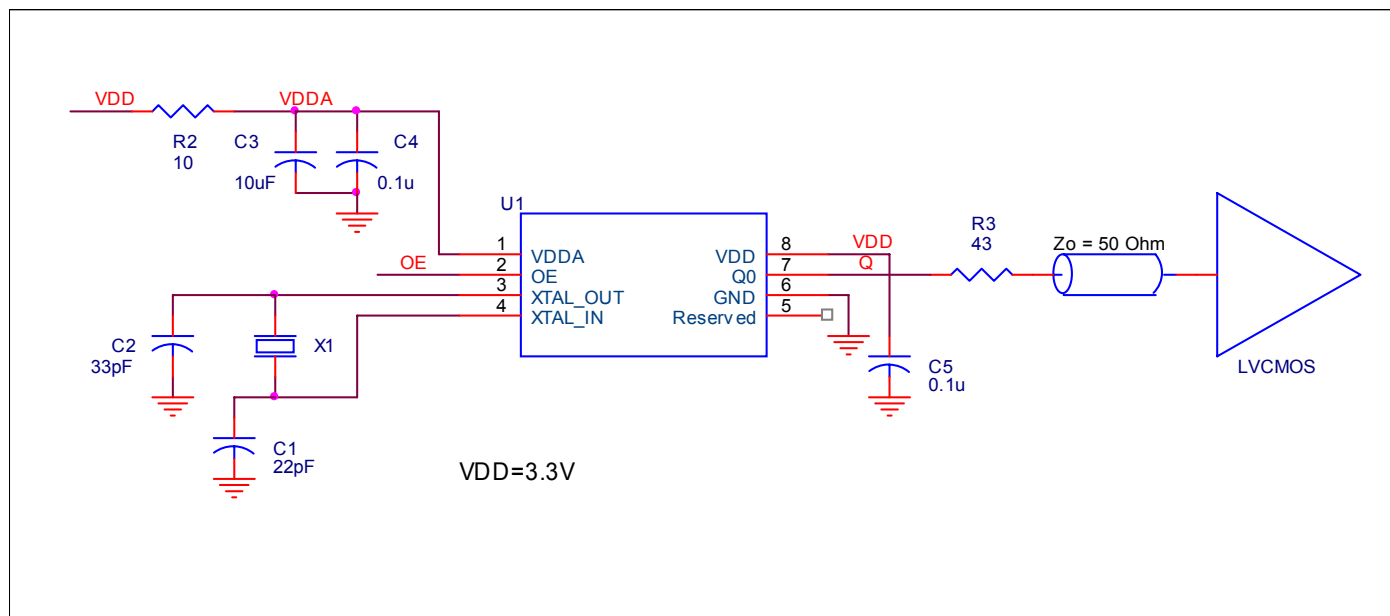 VDD
VDDA
R2
10
C3
10uF
C4
0.1u
U1
1
VDDA
2
OE
3
XTAL_OUT
4
XTAL_IN
OE
8
VDD
7
Q0
6
GND
5
Reserved
VDD
Q
R3
43
Zo = 50 Ohm
LVCMOS
C2
33pF
X1
C1
22pF
C5
0.1u
VDD=3.3V